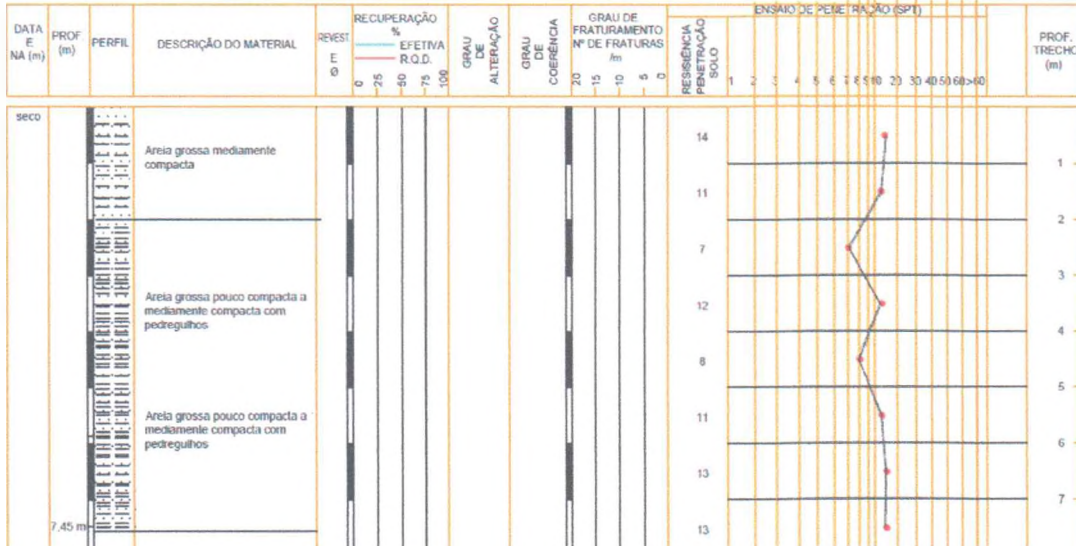 DATA
E
NA (m)
PROF
(m)
PERFIL
DESCRIÇÃO DO MATERIAL
REVEST.
E
Ø
RECUPERAÇÃO
%
EFETIVA
R.Q.D.
0 25 50 75 100
GRAU
DE
ALTERAÇÃO
GRAU
DE
COERÊNCIA
GRAU DE
FRATURAMENTO
Nº DE FRATURAS
/m
20 15 10 5 0
RESISTÊNCIA
PENETRAÇÃO
SOLO
ENSAIO DE PENETRAÇÃO (SPT)
1 2 3 4 5 6 7 8 9 10 20 30 40 50 60 >60
PROF.
TRECHO
(m)
seco
Areia grossa mediamente
compacta
14
1
11
2
7
3
Areia grossa pouco compacta a
mediamente compacta com
pedregulhos
12
4
8
5
Areia grossa pouco compacta a
mediamente compacta com
pedregulhos
11
6
13
7
7,45 m
13